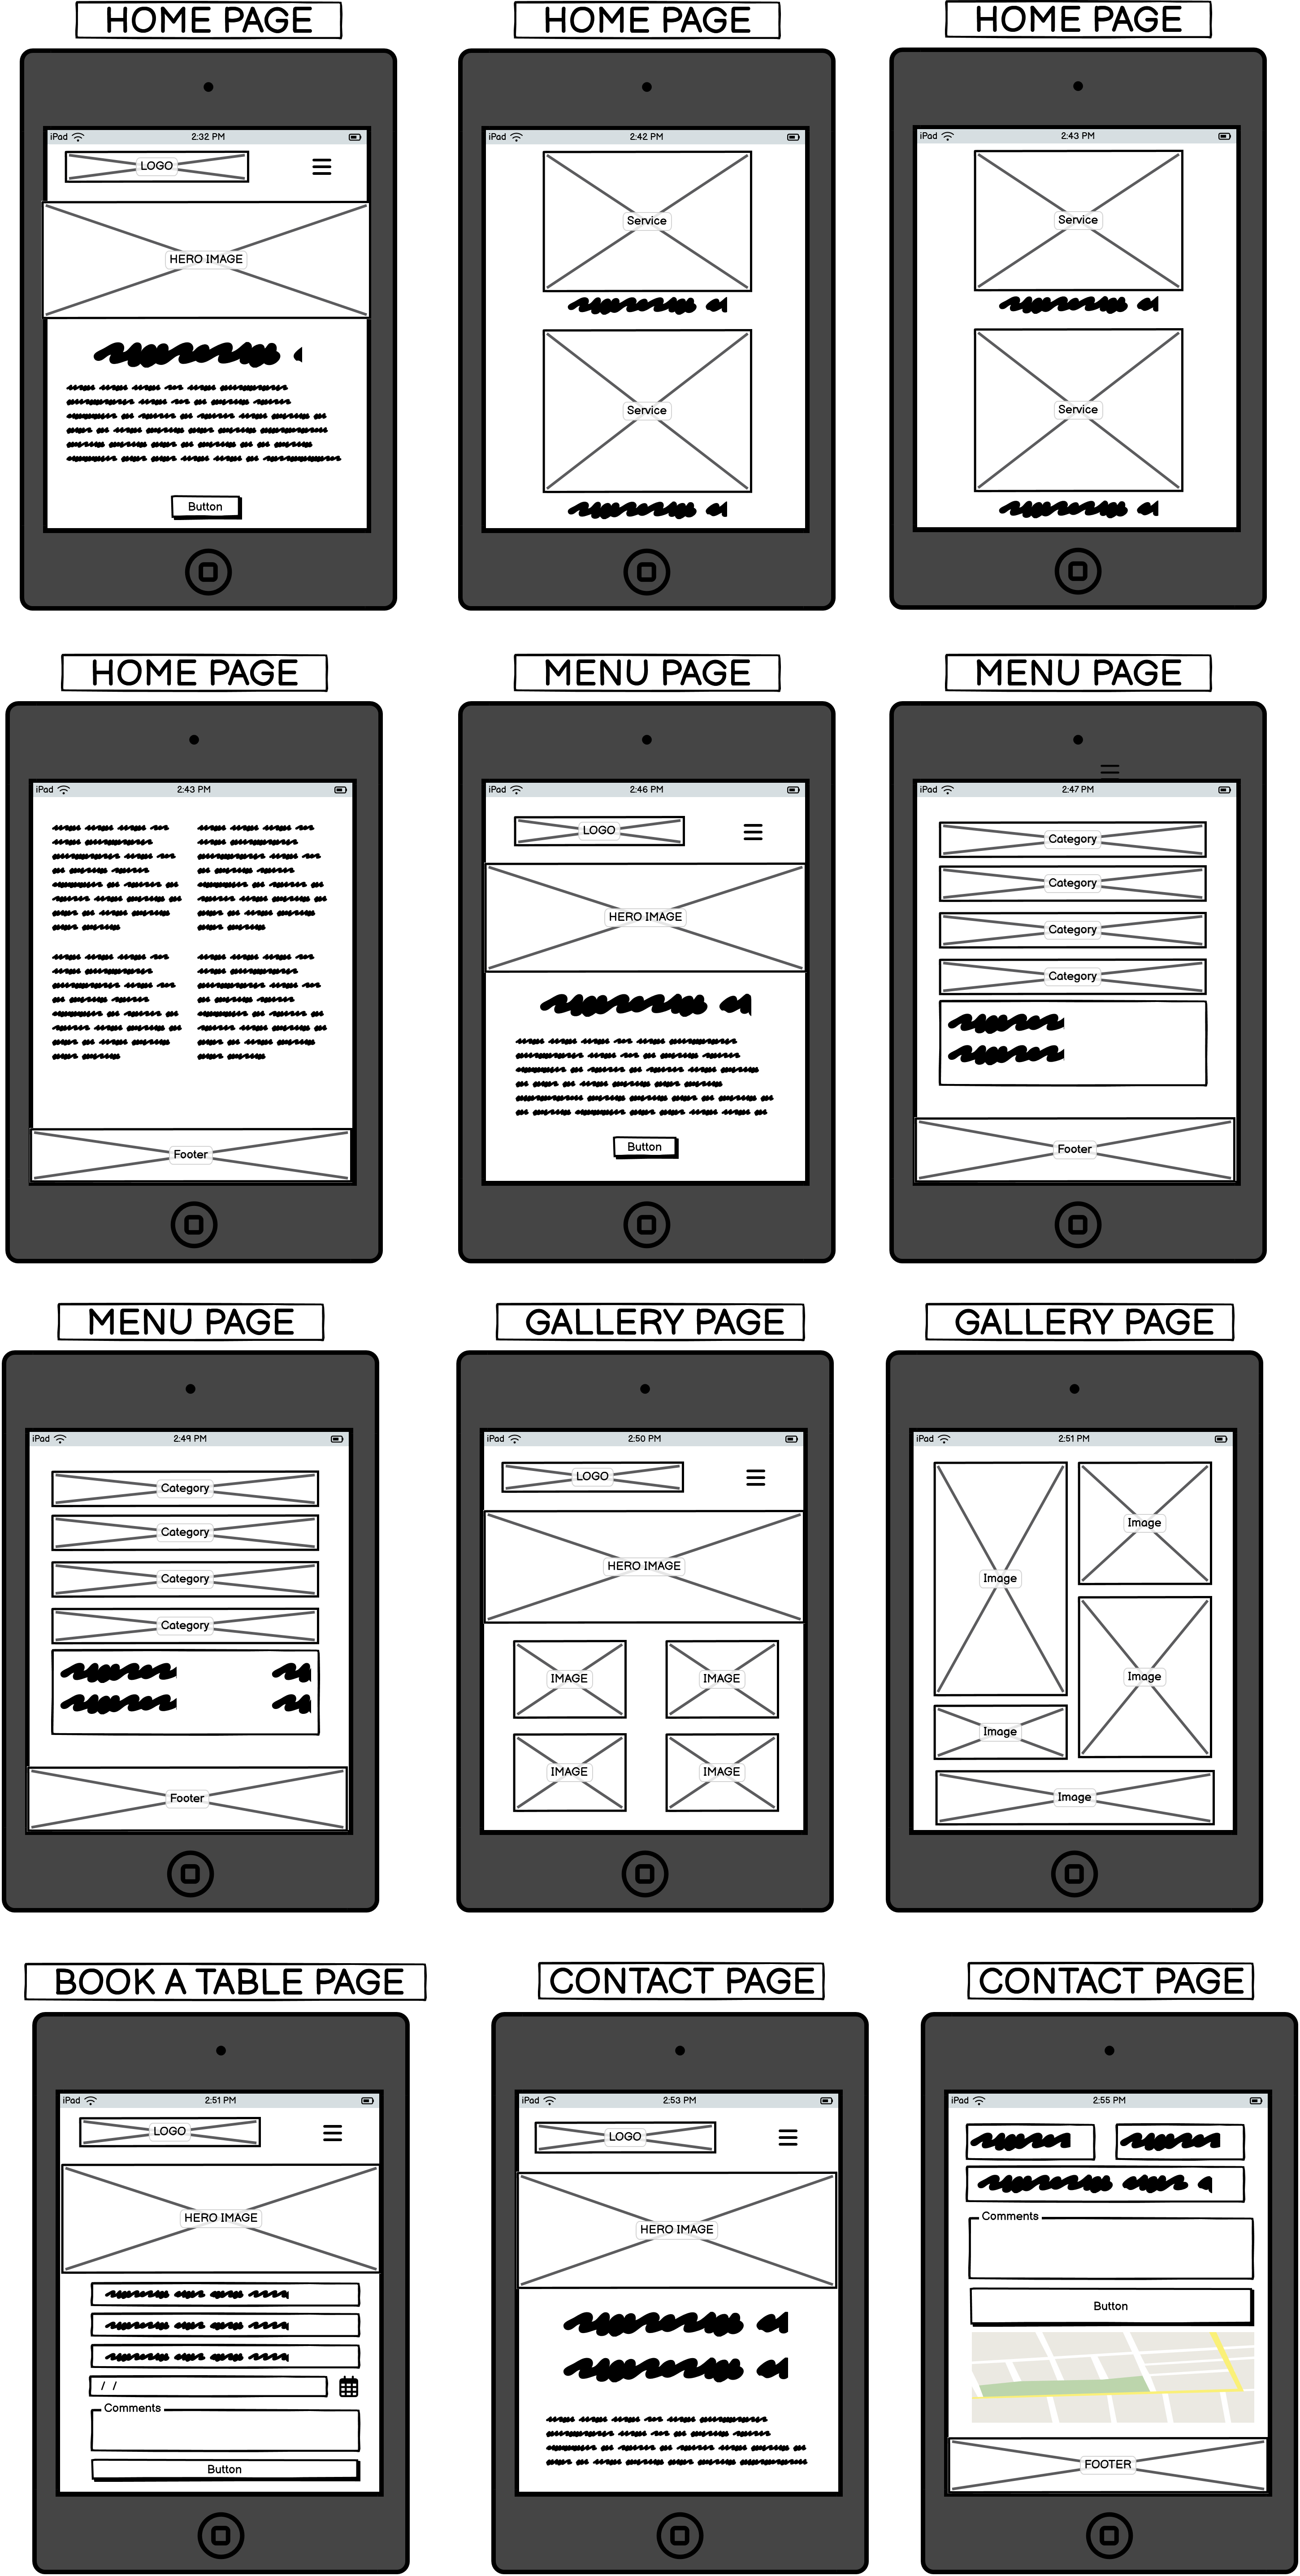 HOME PAGE
HOME PAGE
HOME PAGE
iPad 2:32 PM
LOGO
HERO IMAGE
Button
iPad 2:42 PM
Service
Service
iPad 2:43 PM
Service
Service
HOME PAGE
MENU PAGE
MENU PAGE
iPad 2:43 PM
Footer
iPad 2:46 PM
LOGO
HERO IMAGE
Button
iPad 2:47 PM
Category
Category
Category
Category
Footer
MENU PAGE
GALLERY PAGE
GALLERY PAGE
iPad 2:49 PM
Category
Category
Category
Category
Footer
iPad 2:50 PM
LOGO
HERO IMAGE
IMAGE IMAGE
IMAGE IMAGE
iPad 2:51 PM
Image
Image
Image
Image
Image
BOOK A TABLE PAGE
CONTACT PAGE
CONTACT PAGE
iPad 2:51 PM
LOGO
HERO IMAGE
/ /
Comments
Button
iPad 2:53 PM
LOGO
HERO IMAGE
iPad 2:55 PM
Comments
Button
FOOTER